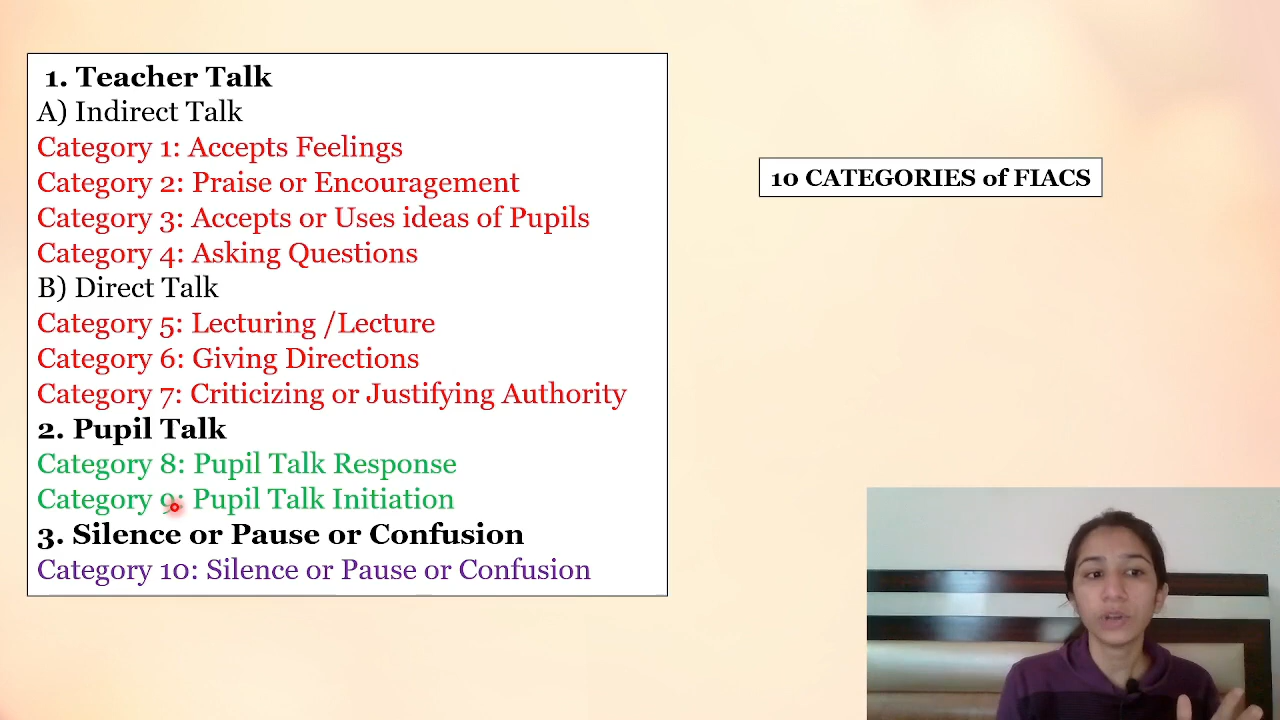 1. Teacher Talk
A) Indirect Talk
Category 1: Accepts Feelings
Category 2: Praise or Encouragement
Category 3: Accepts or Uses ideas of Pupils
Category 4: Asking Questions
B) Direct Talk
Category 5: Lecturing /Lecture
Category 6: Giving Directions
Category 7: Criticizing or Justifying Authority
2. Pupil Talk
Category 8: Pupil Talk Response
Category 9: Pupil Talk Initiation
3. Silence or Pause or Confusion
Category 10: Silence or Pause or Confusion
10 CATEGORIES of FIACS